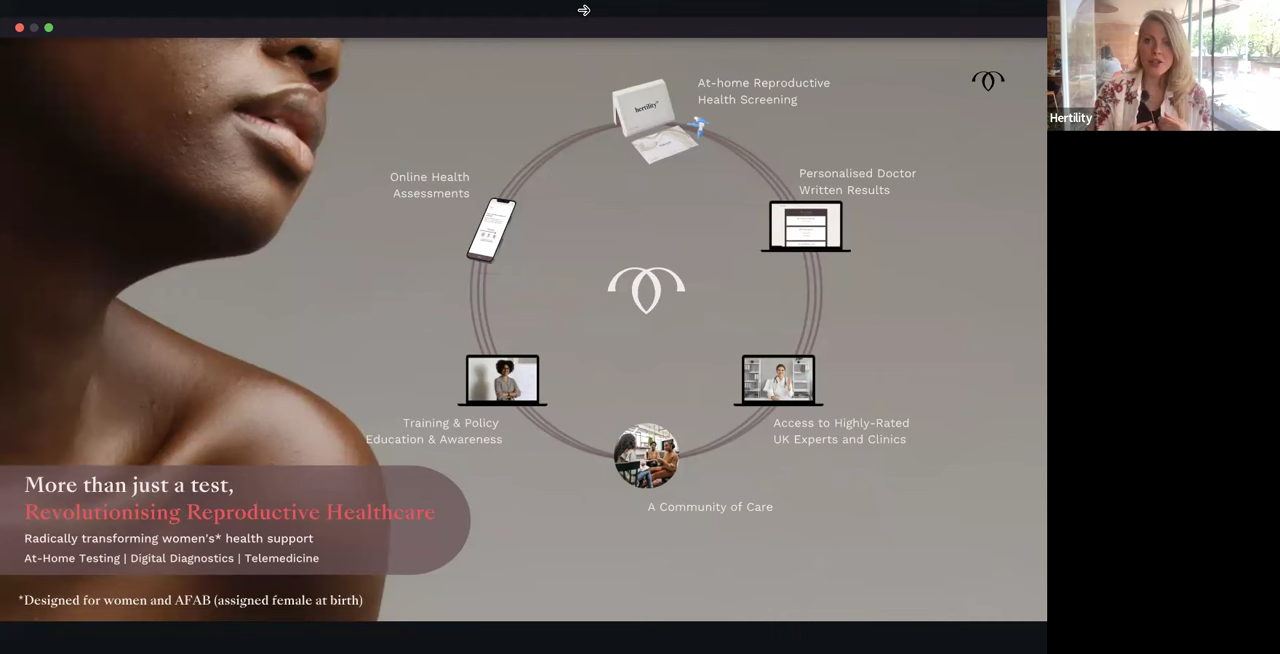 At-home Reproductive
Health Screening
hertility
Hertility
Online Health
Assessments
Personalised Doctor
Written Results
Training & Policy
Education & Awareness
Access to Highly-Rated
UK Experts and Clinics
A Community of Care
More than just a test,
Revolutionising Reproductive Healthcare
Radically transforming women's* health support
At-Home Testing | Digital Diagnostics | Telemedicine
*Designed for women and AFAB (assigned female at birth)